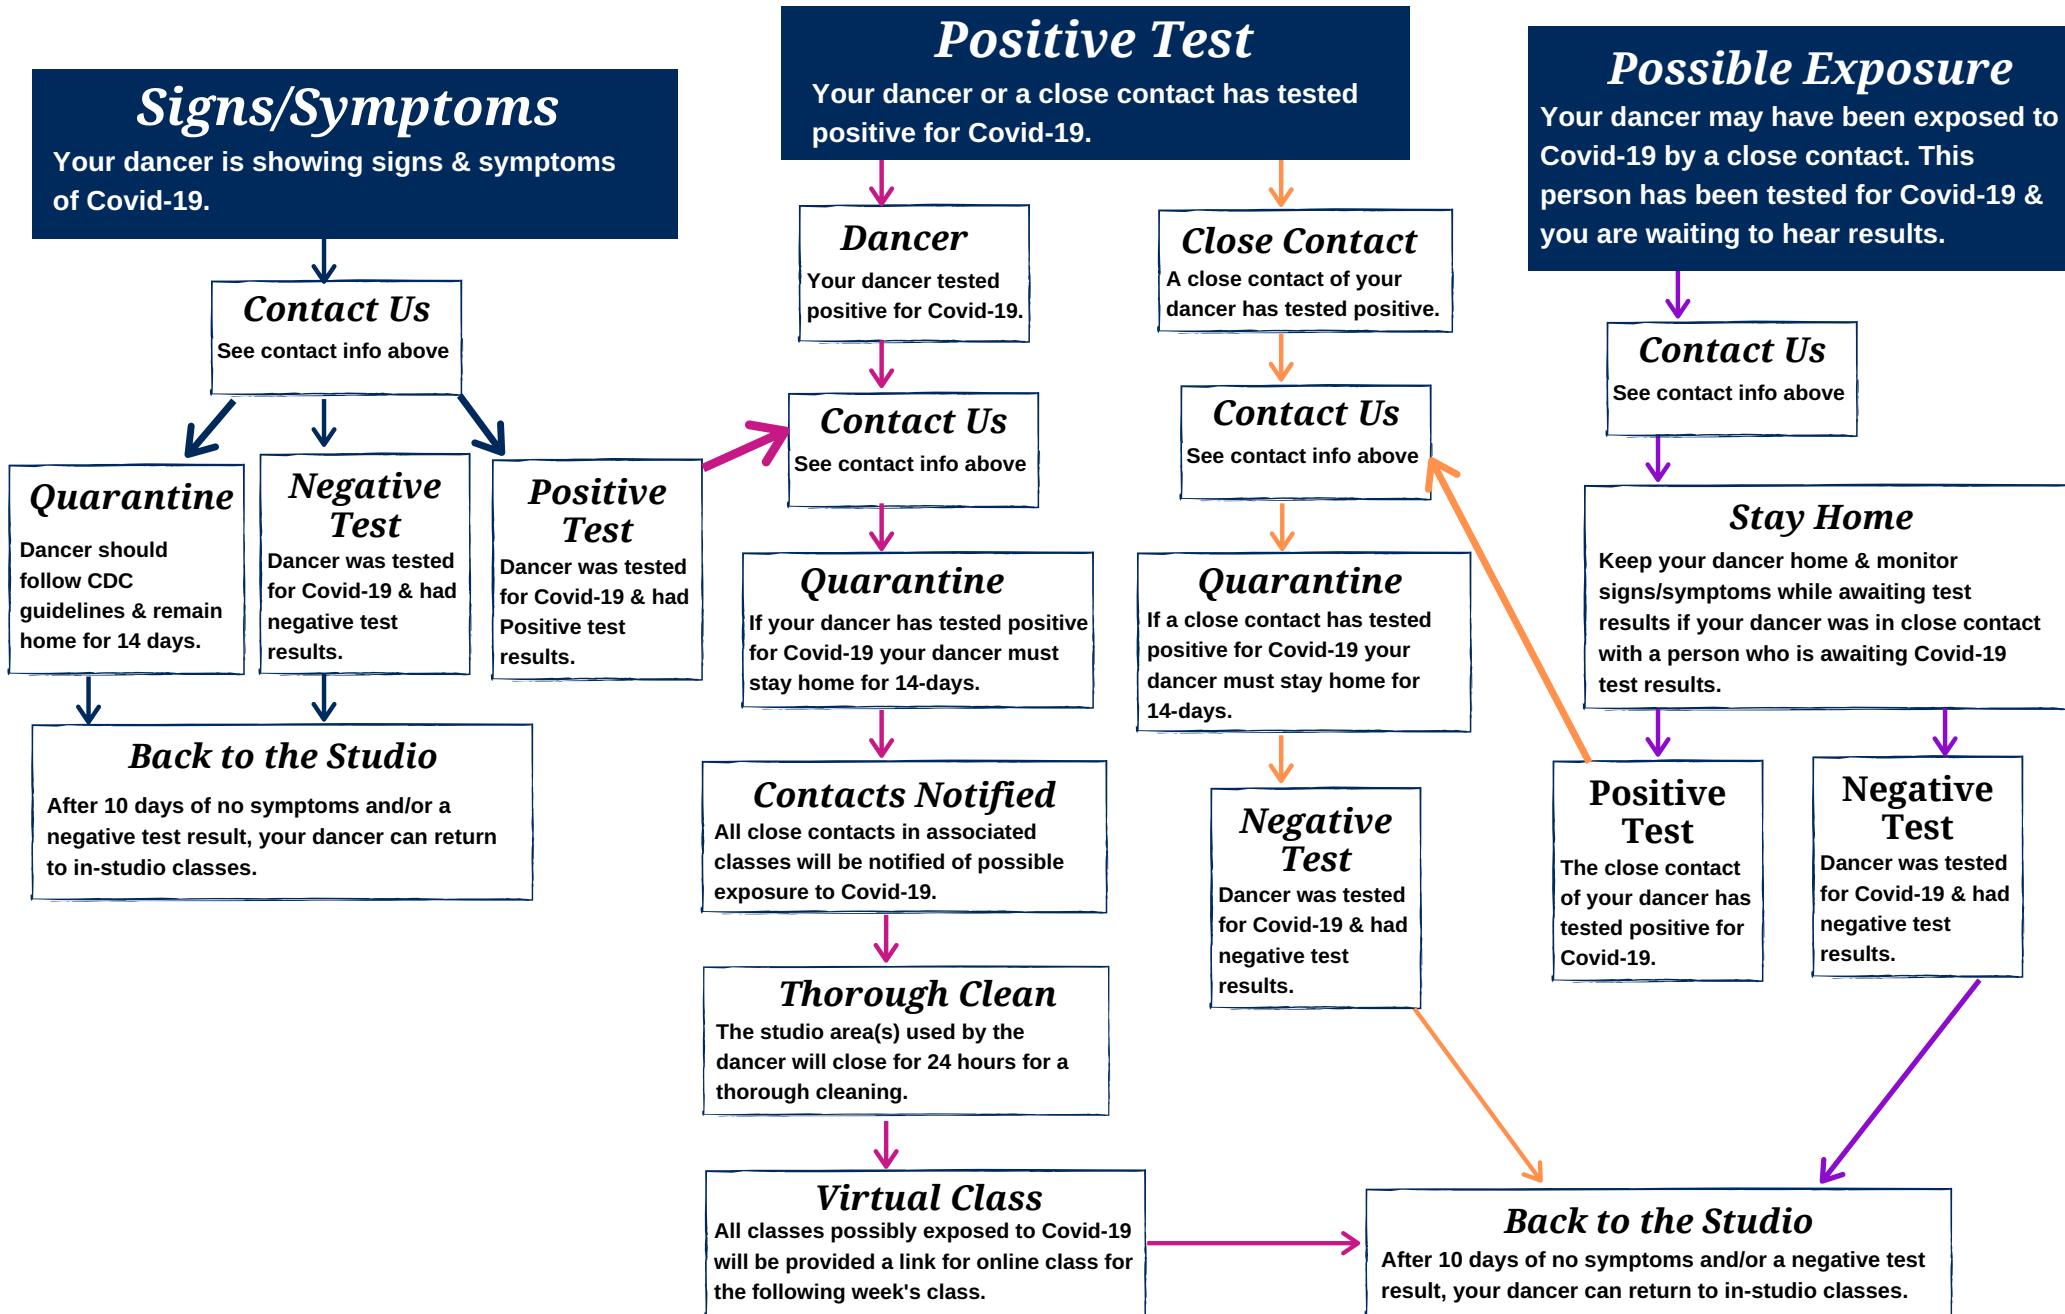 Signs/Symptoms
Your dancer is showing signs & symptoms
of Covid-19.
Contact Us
See contact info above
Quarantine
Dancer should
follow CDC
guidelines & remain
home for 14 days.
Negative
Test
Dancer was tested
for Covid-19 & had
negative test
results.
Positive
Test
Dancer was tested
for Covid-19 & had
Positive test
results.
Back to the Studio
After 10 days of no symptoms and/or a
negative test result, your dancer can return
to in-studio classes.
Positive Test
Your dancer or a close contact has tested
positive for Covid-19.
Dancer
Your dancer tested
positive for Covid-19.
Contact Us
See contact info above
Quarantine
If your dancer has tested positive
for Covid-19 your dancer must
stay home for 14-days.
Contacts Notified
All close contacts in associated
classes will be notified of possible
exposure to Covid-19.
Thorough Clean
The studio area(s) used by the
dancer will close for 24 hours for a
thorough cleaning.
Virtual Class
All classes possibly exposed to Covid-19
will be provided a link for online class for
the following week's class.
Close Contact
A close contact of your
dancer has tested positive.
Contact Us
See contact info above
Quarantine
If a close contact has tested
positive for Covid-19 your
dancer must stay home for
14-days.
Negative
Test
Dancer was tested
for Covid-19 & had
negative test
results.
Possible Exposure
Your dancer may have been exposed to
Covid-19 by a close contact. This
person has been tested for Covid-19 &
you are waiting to hear results.
Contact Us
See contact info above
Stay Home
Keep your dancer home & monitor
signs/symptoms while awaiting test
results if your dancer was in close contact
with a person who is awaiting Covid-19
test results.
Positive
Test
The close contact
of your dancer has
tested positive for
Covid-19.
Negative
Test
Dancer was tested
for Covid-19 & had
negative test
results.
Back to the Studio
After 10 days of no symptoms and/or a negative test
result, your dancer can return to in-studio classes.